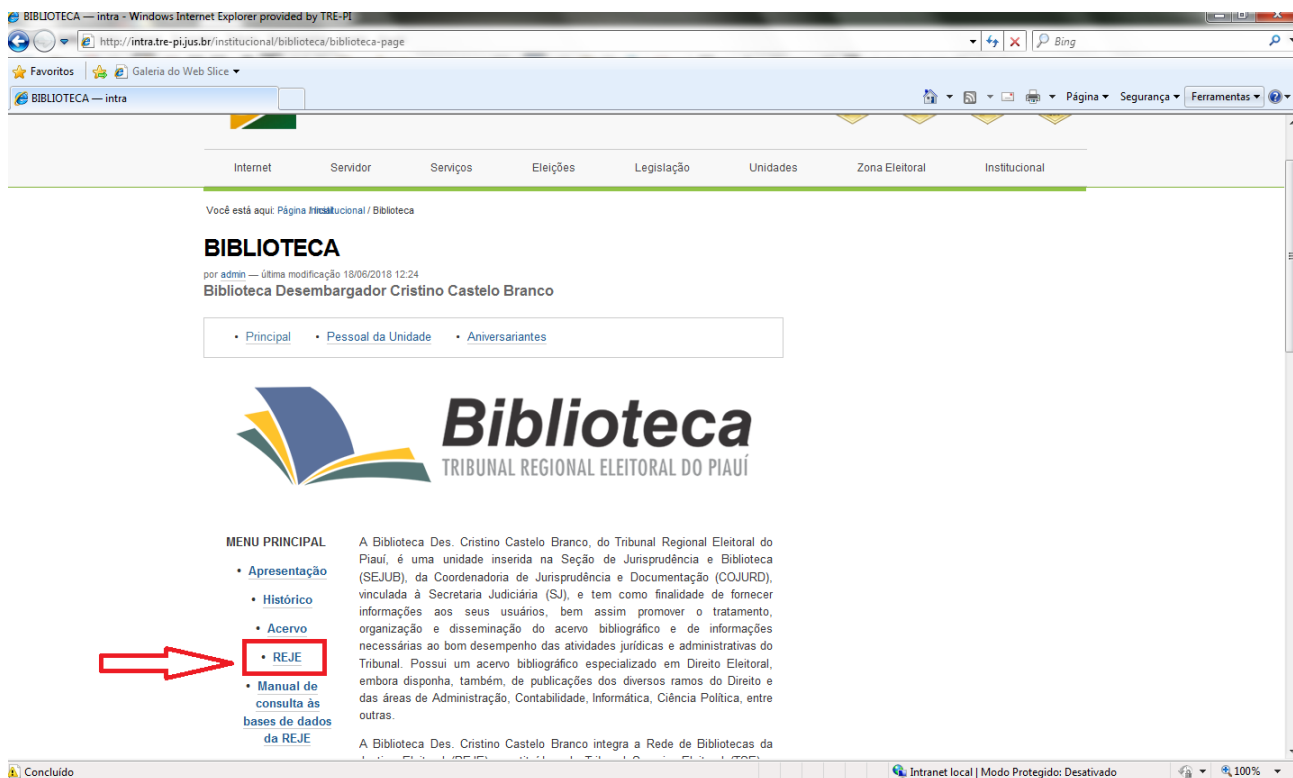 BIBLIOTECA — intra - Windows Internet Explorer provided by TRE-PI
http://intra.tre-pi.jus.br/institucional/biblioteca/biblioteca-page
Bing
Favoritos Galeria do Web Slice
BIBLIOTECA — intra
Página Segurança Ferramentas
Internet Servidor Serviços Eleições Legislação Unidades Zona Eleitoral Institucional
Você está aqui: Página Inicial / Institucional / Biblioteca
BIBLIOTECA
por admin — última modificação 18/06/2018 12:24
Biblioteca Desembargador Cristino Castelo Branco
• Principal • Pessoal da Unidade • Aniversariantes
Biblioteca
TRIBUNAL REGIONAL ELEITORAL DO PIAUÍ
MENU PRINCIPAL
• Apresentação
• Histórico
• Acervo
• REJE
• Manual de
consulta às
bases de dados
da REJE
A Biblioteca Des. Cristino Castelo Branco, do Tribunal Regional Eleitoral do
Piauí, é uma unidade inserida na Seção de Jurisprudência e Biblioteca
(SEJUB), da Coordenadoria de Jurisprudência e Documentação (COJURD),
vinculada à Secretaria Judiciária (SJ), e tem como finalidade de fornecer
informações aos seus usuários, bem assim promover o tratamento,
organização e disseminação do acervo bibliográfico e de informações
necessárias ao bom desempenho das atividades jurídicas e administrativas do
Tribunal. Possui um acervo bibliográfico especializado em Direito Eleitoral,
embora disponha, também, de publicações dos diversos ramos do Direito e
das áreas de Administração, Contabilidade, Informática, Ciência Política, entre
outras.
A Biblioteca Des. Cristino Castelo Branco integra a Rede de Bibliotecas da
Concluído
Intranet local | Modo Protegido: Desativado
100%